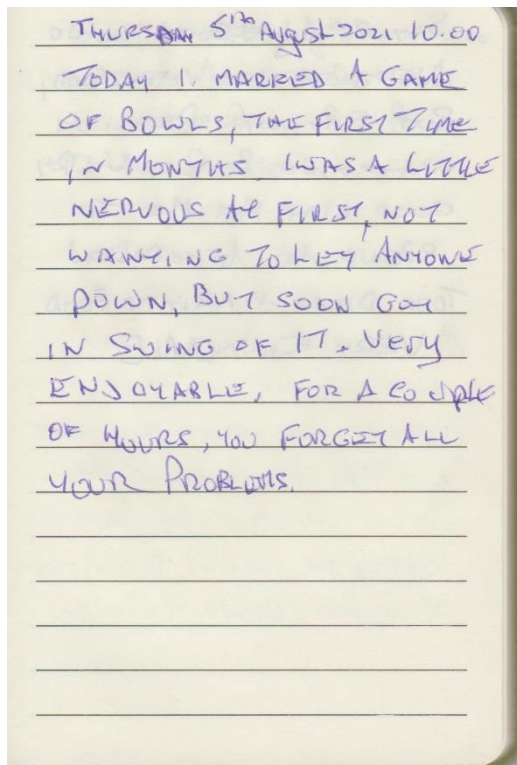 THURSDAY 5th August 2021 10.00
TODAY I MARKED A GAME
OF BOWLS, THE FIRST TIME
IN MONTHS. I WAS A LITTLE
NERVOUS AT FIRST, NOT
WANTING TO LET ANYONE
DOWN, BUT SOON GOT
IN SWING OF IT. VERY
ENJOYABLE, FOR A COUPLE
OF HOURS, YOU FORGET ALL
YOUR PROBLEMS.